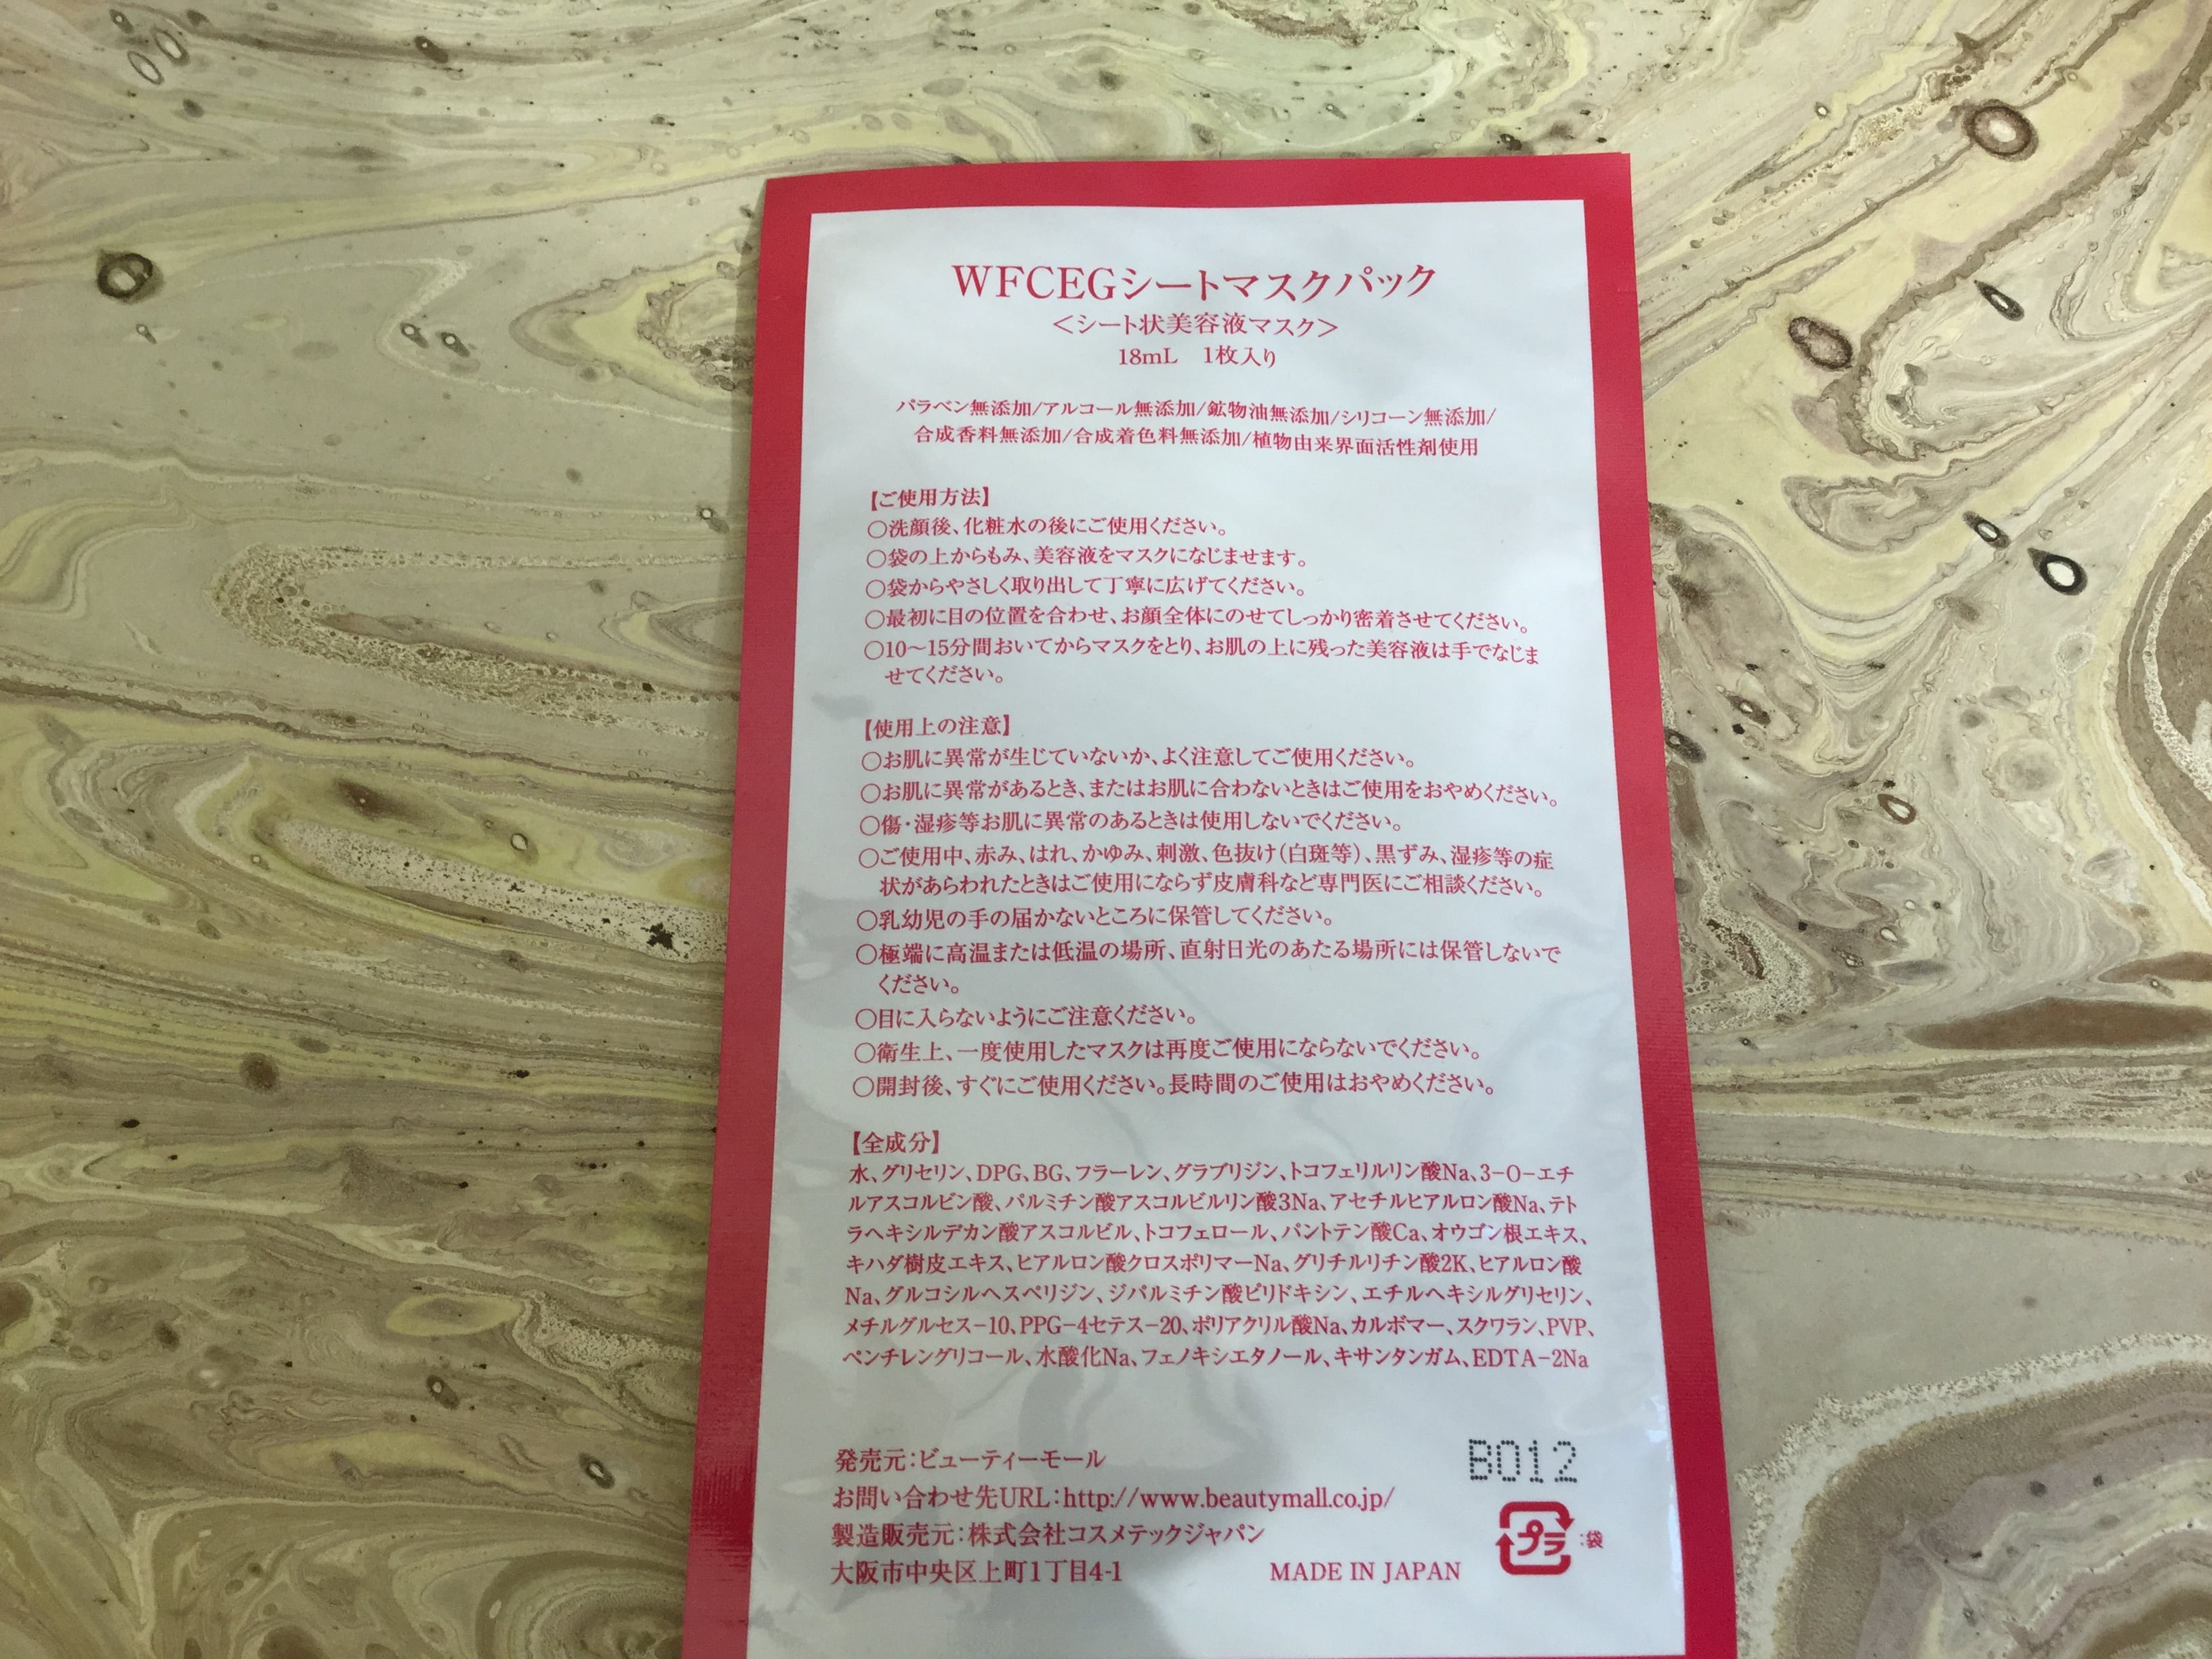 WFCEGシートマスクパック
＜シート状美容液マスク＞
18mL　1枚入り
パラベン無添加/アルコール無添加/鉱物油無添加/シリコーン無添加/
合成香料無添加/合成着色料無添加/植物由来界面活性剤使用
【ご使用方法】
○洗顔後、化粧水の後にご使用ください。
○袋の上からもみ、美容液をマスクになじませます。
○袋からやさしく取り出して丁寧に広げてください。
○最初に目の位置を合わせ、お顔全体にのせてしっかり密着させてください。
○10〜15分間おいてからマスクをとり、お肌の上に残った美容液は手でなじま
せてください。
【使用上の注意】
○お肌に異常が生じていないか、よく注意してご使用ください。
○お肌に異常があるとき、またはお肌に合わないときはご使用をおやめください。
○傷・湿疹等お肌に異常のあるときは使用しないでください。
○ご使用中、赤み、はれ、かゆみ、刺激、色抜け（白斑等）、黒ずみ、湿疹等の症
状があらわれたときはご使用にならず皮膚科など専門医にご相談ください。
○乳幼児の手の届かないところに保管してください。
○極端に高温または低温の場所、直射日光のあたる場所には保管しないで
ください。
○目に入らないようにご注意ください。
○衛生上、一度使用したマスクは再度ご使用にならないでください。
○開封後、すぐにご使用ください。長時間のご使用はおやめください。
【全成分】
水、グリセリン、DPG、BG、フラーレン、グラブリジン、トコフェリルリン酸Na、3-O-エチ
ルアスコルビン酸、パルミチン酸アスコルビルリン酸3Na、アセチルヒアルロン酸Na、テト
ラヘキシルデカン酸アスコルビル、トコフェロール、パントテン酸Ca、オウゴン根エキス、
キハダ樹皮エキス、ヒアルロン酸クロスポリマーNa、グリチルリチン酸2K、ヒアルロン酸
Na、グルコシルヘスペリジン、ジパルミチン酸ピリドキシン、エチルヘキシルグリセリン、
メチルグルセス-10、PPG-4セテス-20、ポリアクリル酸Na、カルボマー、スクワラン、PVP、
ペンチレングリコール、水酸化Na、フェノキシエタノール、キサンタンガム、EDTA-2Na
発売元：ビューティーモール
B012
お問い合わせ先URL：http://www.beautymall.co.jp/
製造販売元：株式会社コスメテックジャパン
プラ ：袋
大阪市中央区上町1丁目4-1 MADE IN JAPAN